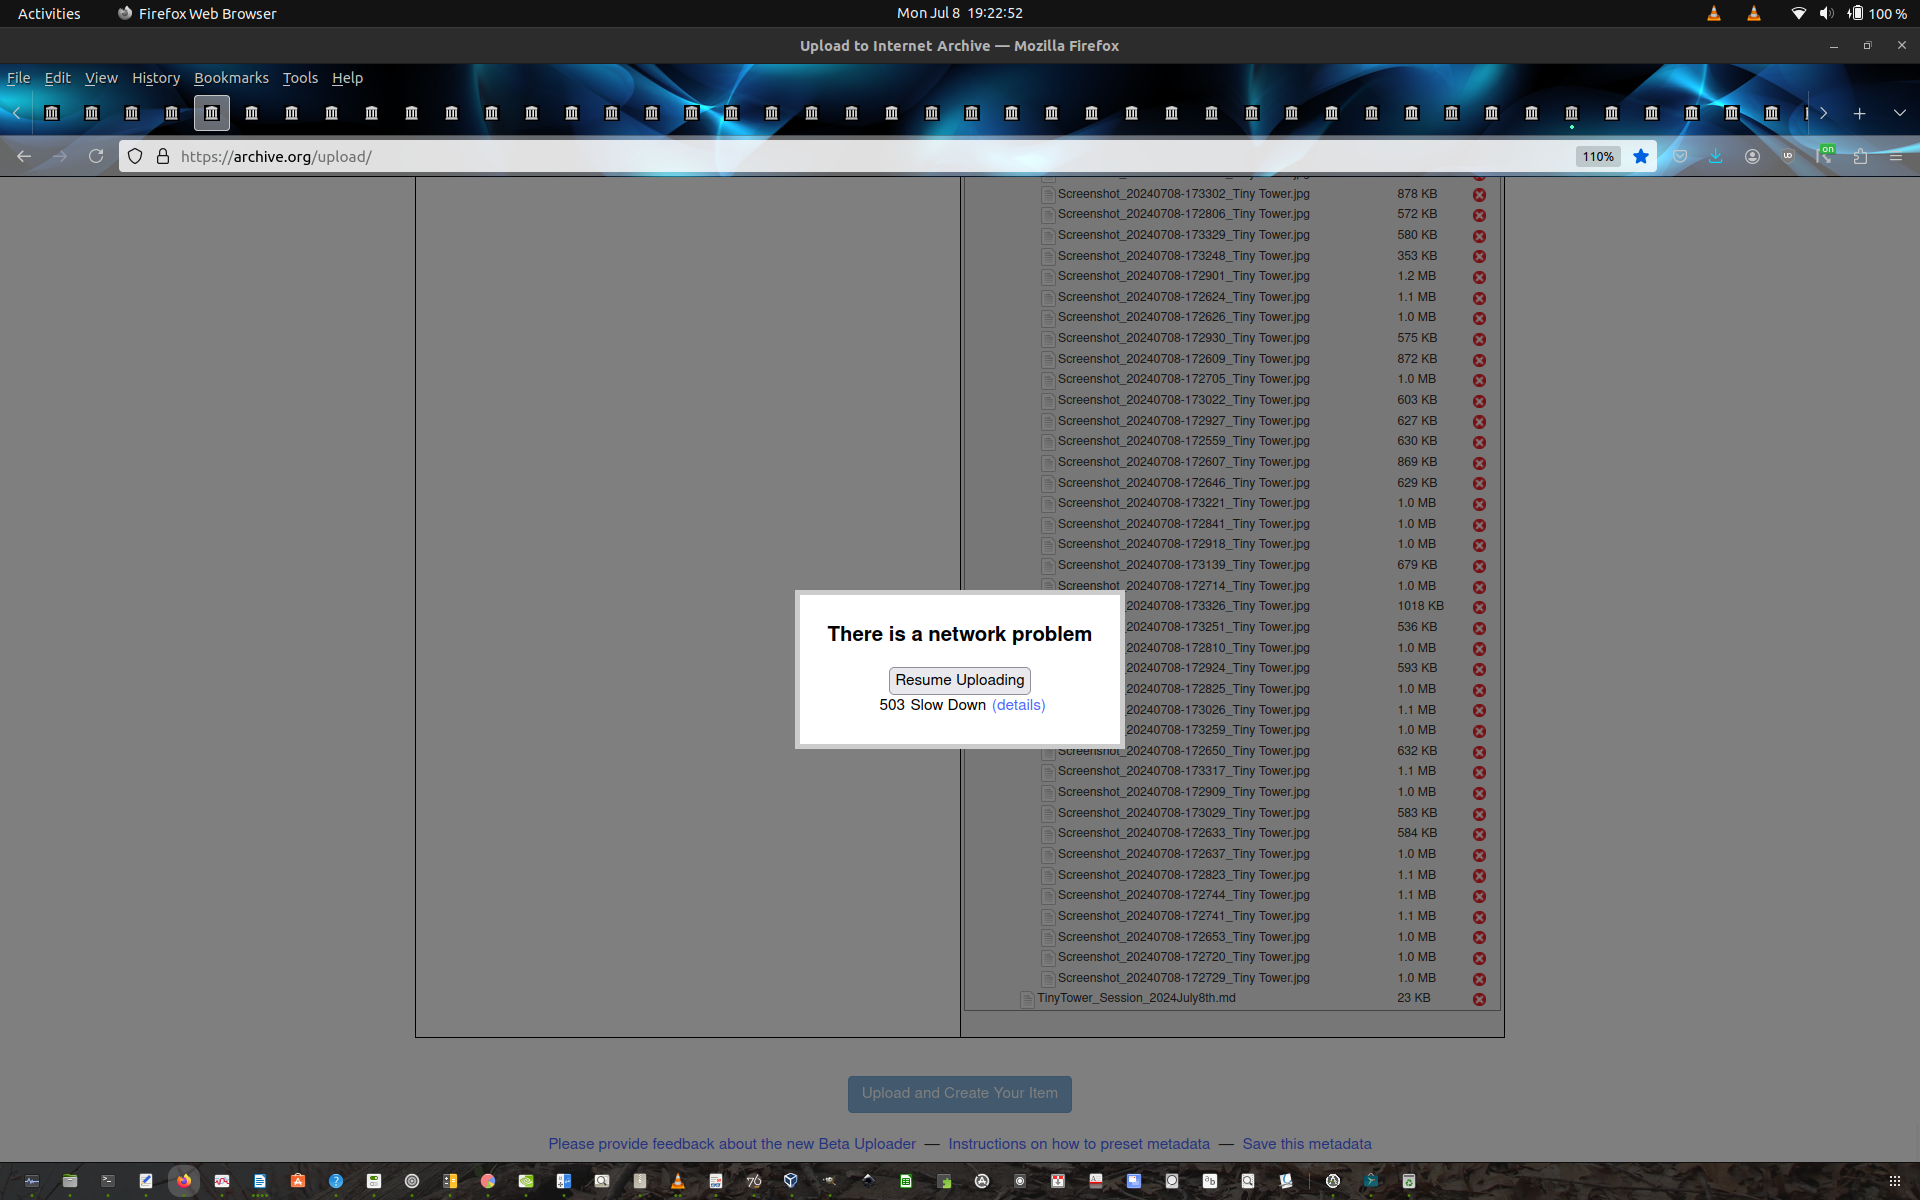 Activities
Firefox Web Browser
Mon Jul 8 19:22:52
100 %
Upload to Internet Archive — Mozilla Firefox
File Edit View History Bookmarks Tools Help
https://archive.org/upload/
110%
on
Screenshot_20240708-173302_Tiny Tower.jpg 878 KB
Screenshot_20240708-172806_Tiny Tower.jpg 572 KB
Screenshot_20240708-173329_Tiny Tower.jpg 580 KB
Screenshot_20240708-173248_Tiny Tower.jpg 353 KB
Screenshot_20240708-172901_Tiny Tower.jpg 1.2 MB
Screenshot_20240708-172624_Tiny Tower.jpg 1.1 MB
Screenshot_20240708-172626_Tiny Tower.jpg 1.0 MB
Screenshot_20240708-172930_Tiny Tower.jpg 575 KB
Screenshot_20240708-172609_Tiny Tower.jpg 872 KB
Screenshot_20240708-172705_Tiny Tower.jpg 1.0 MB
Screenshot_20240708-173022_Tiny Tower.jpg 603 KB
Screenshot_20240708-172927_Tiny Tower.jpg 627 KB
Screenshot_20240708-172559_Tiny Tower.jpg 630 KB
Screenshot_20240708-172607_Tiny Tower.jpg 869 KB
Screenshot_20240708-172646_Tiny Tower.jpg 629 KB
Screenshot_20240708-173221_Tiny Tower.jpg 1.0 MB
Screenshot_20240708-172841_Tiny Tower.jpg 1.0 MB
Screenshot_20240708-172918_Tiny Tower.jpg 1.0 MB
Screenshot_20240708-173139_Tiny Tower.jpg 679 KB
Screenshot_20240708-172714_Tiny Tower.jpg 1.0 MB
20240708-173326_Tiny Tower.jpg 1018 KB
20240708-173251_Tiny Tower.jpg 536 KB
20240708-172810_Tiny Tower.jpg 1.0 MB
20240708-172924_Tiny Tower.jpg 593 KB
20240708-172825_Tiny Tower.jpg 1.0 MB
20240708-173026_Tiny Tower.jpg 1.1 MB
20240708-173259_Tiny Tower.jpg 1.0 MB
Screenshot_20240708-172650_Tiny Tower.jpg 632 KB
Screenshot_20240708-173317_Tiny Tower.jpg 1.1 MB
Screenshot_20240708-172909_Tiny Tower.jpg 1.0 MB
Screenshot_20240708-173029_Tiny Tower.jpg 583 KB
Screenshot_20240708-172633_Tiny Tower.jpg 584 KB
Screenshot_20240708-172637_Tiny Tower.jpg 1.0 MB
Screenshot_20240708-172823_Tiny Tower.jpg 1.1 MB
Screenshot_20240708-172744_Tiny Tower.jpg 1.1 MB
Screenshot_20240708-172741_Tiny Tower.jpg 1.1 MB
Screenshot_20240708-172653_Tiny Tower.jpg 1.0 MB
Screenshot_20240708-172720_Tiny Tower.jpg 1.0 MB
Screenshot_20240708-172729_Tiny Tower.jpg 1.0 MB
TinyTower_Session_2024July8th.md 23 KB
There is a network problem
Resume Uploading
503 Slow Down (details)
Upload and Create Your Item
Please provide feedback about the new Beta Uploader — Instructions on how to preset metadata — Save this metadata